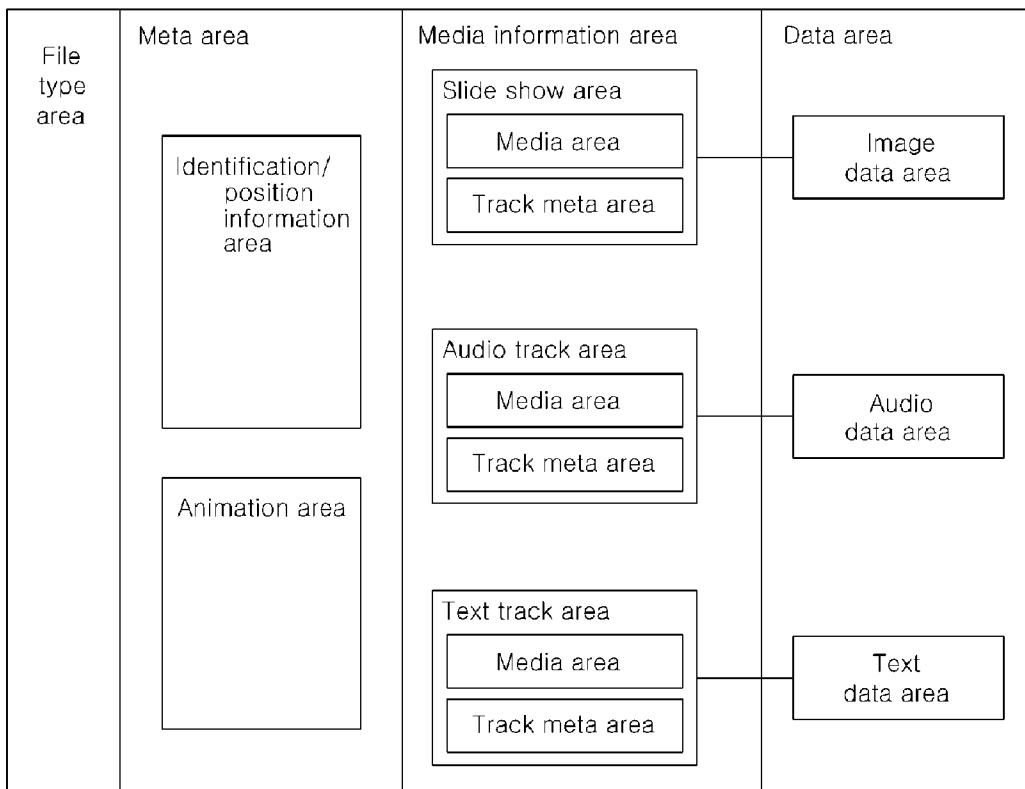 File
type
area
Meta area
Identification/
position
information
area
Animation area
Media information area
Slide show area
Media area
Track meta area
Audio track area
Media area
Track meta area
Text track area
Media area
Track meta area
Data area
Image
data area
Audio
data area
Text
data area